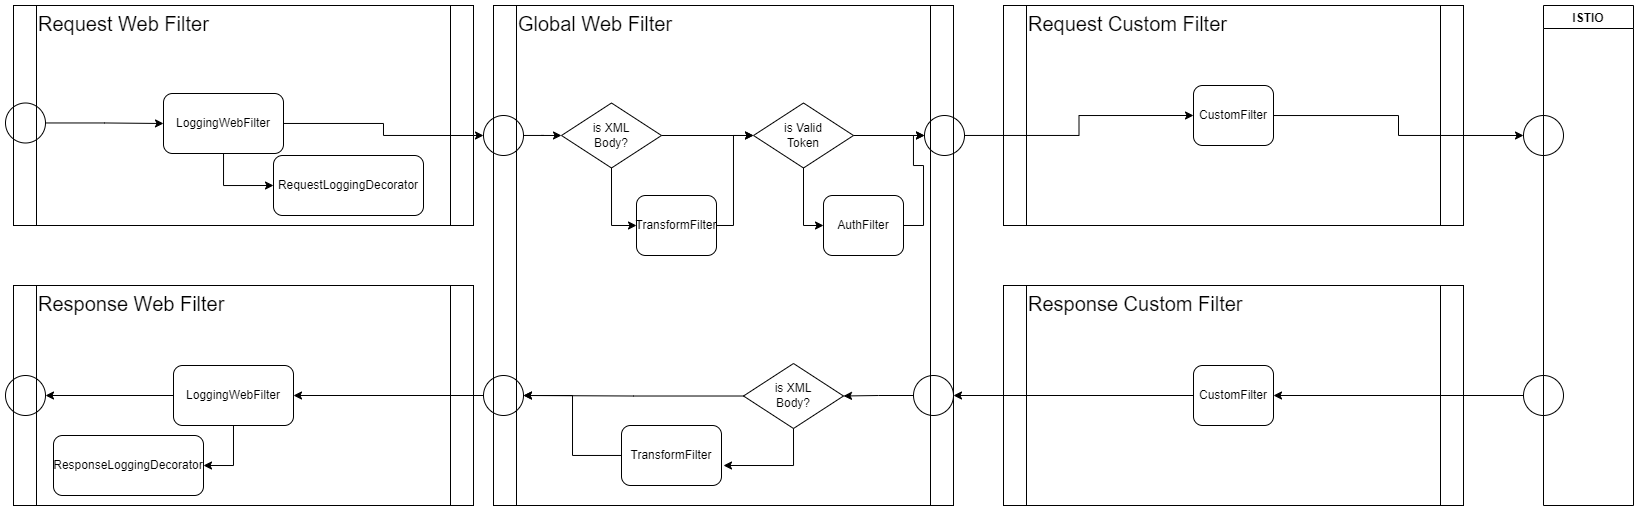 Request Web Filter
LoggingWebFilter
RequestLoggingDecorator
Global Web Filter
is XML
Body?
TransformFilter
is Valid
Token
AuthFilter
Request Custom Filter
CustomFilter
ISTIO
Response Web Filter
LoggingWebFilter
ResponseLoggingDecorator
is XML
Body?
TransformFilter
Response Custom Filter
CustomFilter